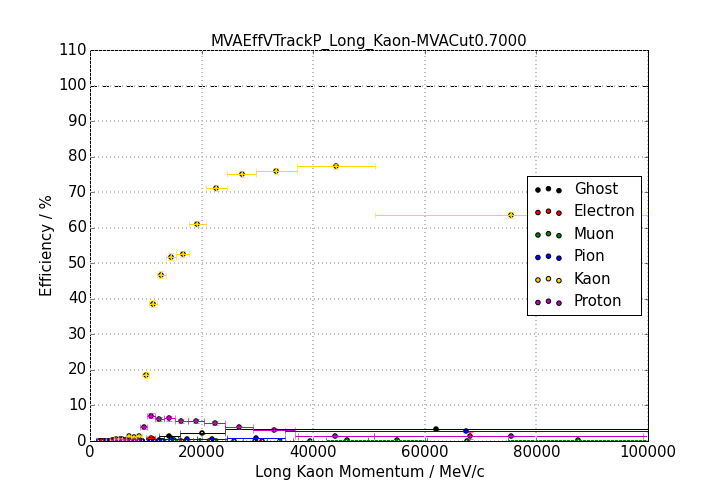 MVAEffVTrackP_Long_Kaon-MVACut0.7000
110
100
90
80
70
60
50
40
30
20
10
0
Efficiency / %
Ghost
Electron
Muon
Pion
Kaon
Proton
0 20000 40000 60000 80000 100000
Long Kaon Momentum / MeV/c